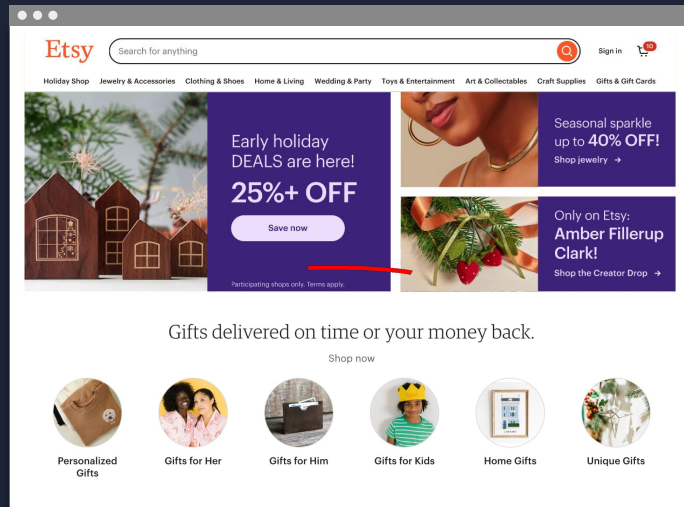 Etsy
Search for anything
Sign in
10
Holiday Shop Jewelry & Accessories Clothing & Shoes Home & Living Wedding & Party Toys & Entertainment Art & Collectables Craft Supplies Gifts & Gift Cards
Early holiday
DEALS are here!
25%+ OFF
Save now
Participating shops only. Terms apply.
Seasonal sparkle
up to 40% OFF!
Shop jewelry →
Only on Etsy:
Amber Fillerup
Clark!
Shop the Creator Drop →
Gifts delivered on time or your money back.
Shop now
Personalized
Gifts
Gifts for Her
Gifts for Him
Gifts for Kids
Home Gifts
Unique Gifts